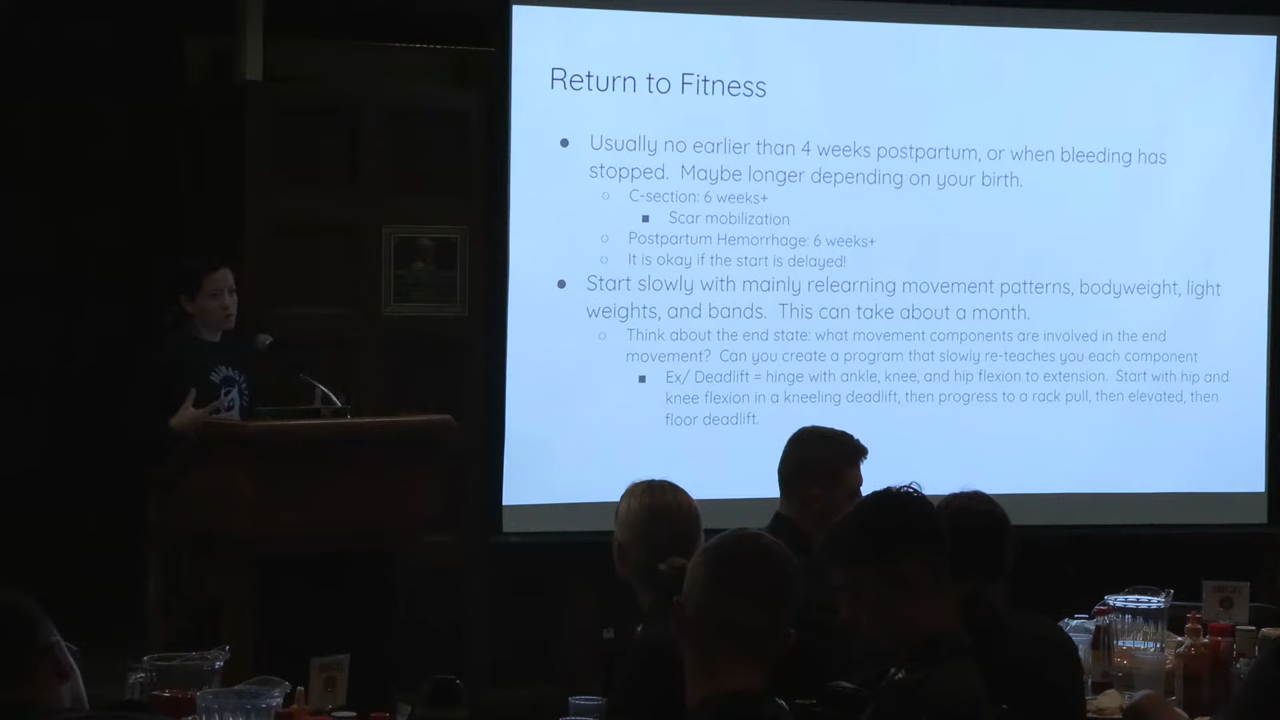 Return to Fitness
● Usually no earlier than 4 weeks postpartum, or when bleeding has
stopped. Maybe longer depending on your birth.
○ C-section: 6 weeks+
■ Scar mobilization
○ Postpartum Hemorrhage: 6 weeks+
○ It is okay if the start is delayed!
● Start slowly with mainly relearning movement patterns, bodyweight, light
weights, and bands. This can take about a month.
○ Think about the end state: what movement components are involved in the end
movement? Can you create a program that slowly re-teaches you each component
■ Ex/ Deadlift = hinge with ankle, knee, and hip flexion to extension. Start with hip and
knee flexion in a kneeling deadlift, then progress to a rack pull, then elevated, then
floor deadlift.